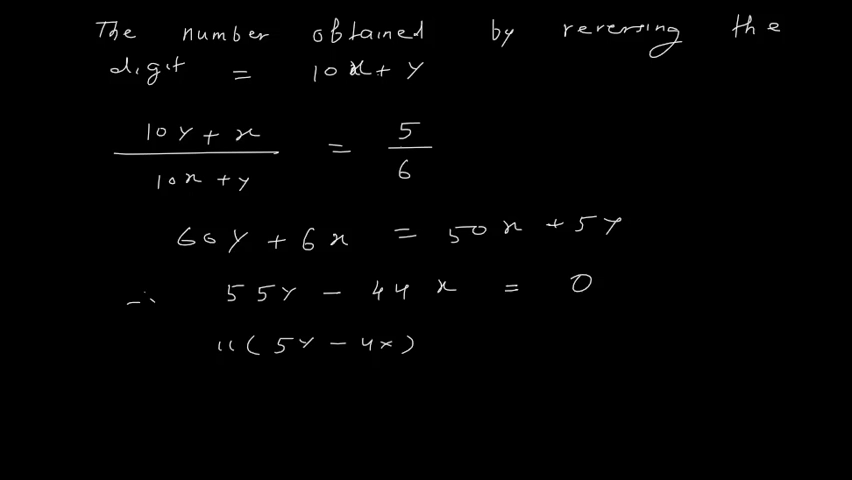 The number obtained by reversing the
digit = 10x + y
10y + x / 10x + y = 5 / 6
60y + 6x = 50x + 5y
∴ 55y - 44x = 0
11(5y - 4x)